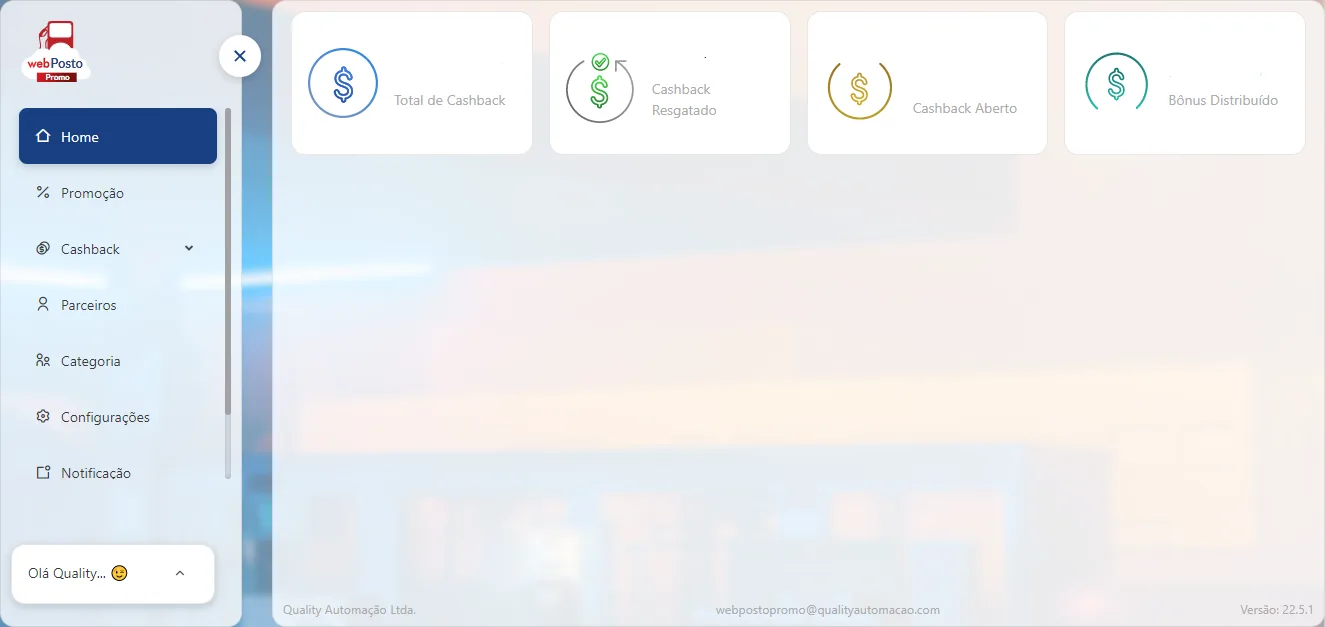 webPosto
Promo
Home
Promoção
Cashback
Parceiros
Categoria
Configurações
Notificação
Olá Quality... 😉
Total de Cashback
Cashback
Resgatado
Cashback Aberto
Bônus Distribuído
Quality Automação Ltda.
webpostopromo@qualityautomacao.com
Versão: 22.5.1